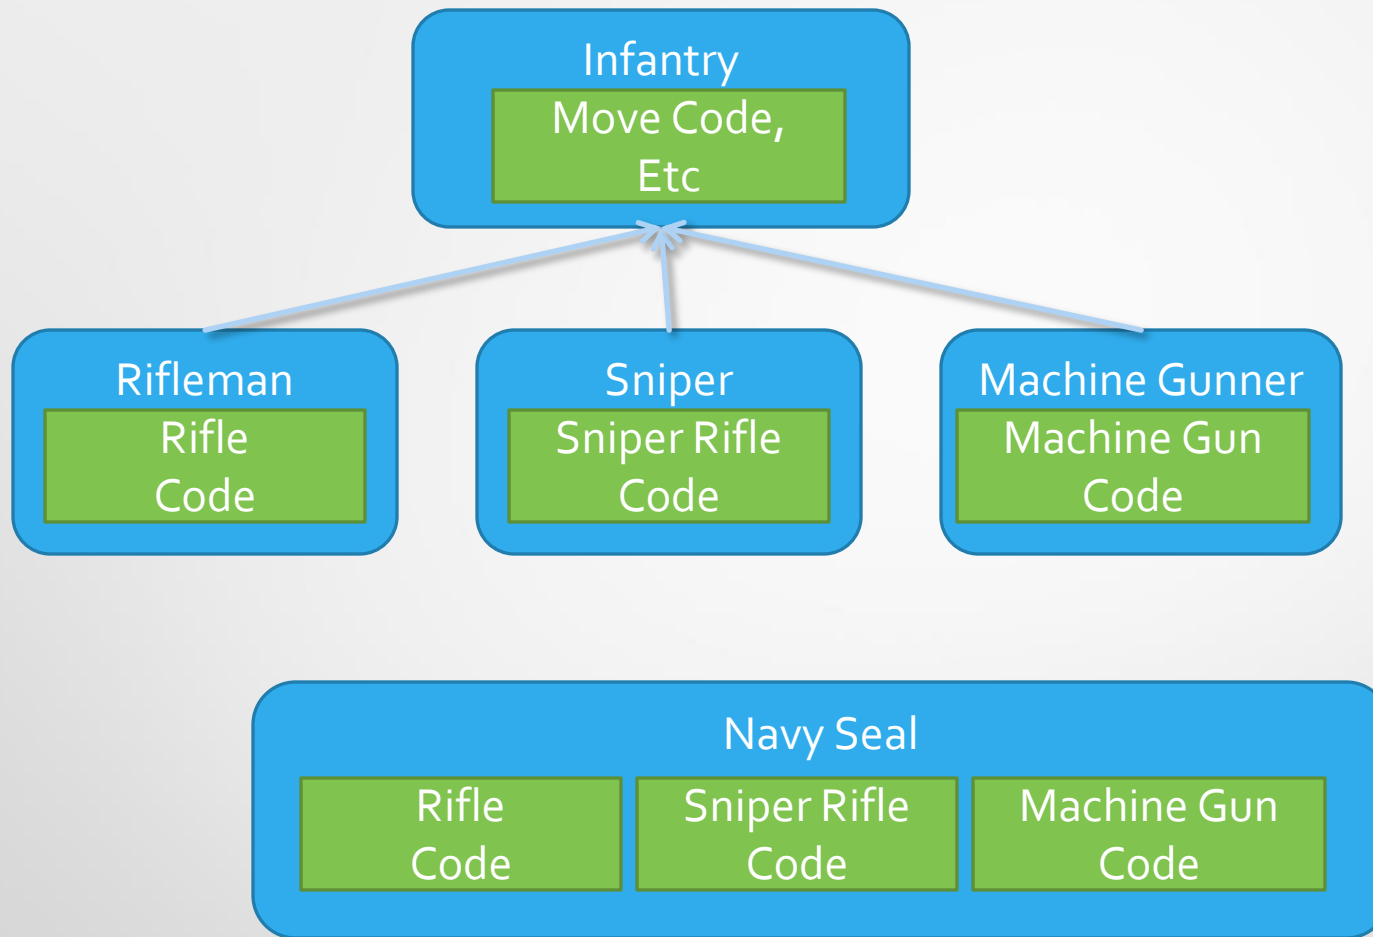 Infantry
Move Code,
Etc
Rifleman
Rifle
Code
Sniper
Sniper Rifle
Code
Machine Gunner
Machine Gun
Code
Navy Seal
Rifle
Code
Sniper Rifle
Code
Machine Gun
Code